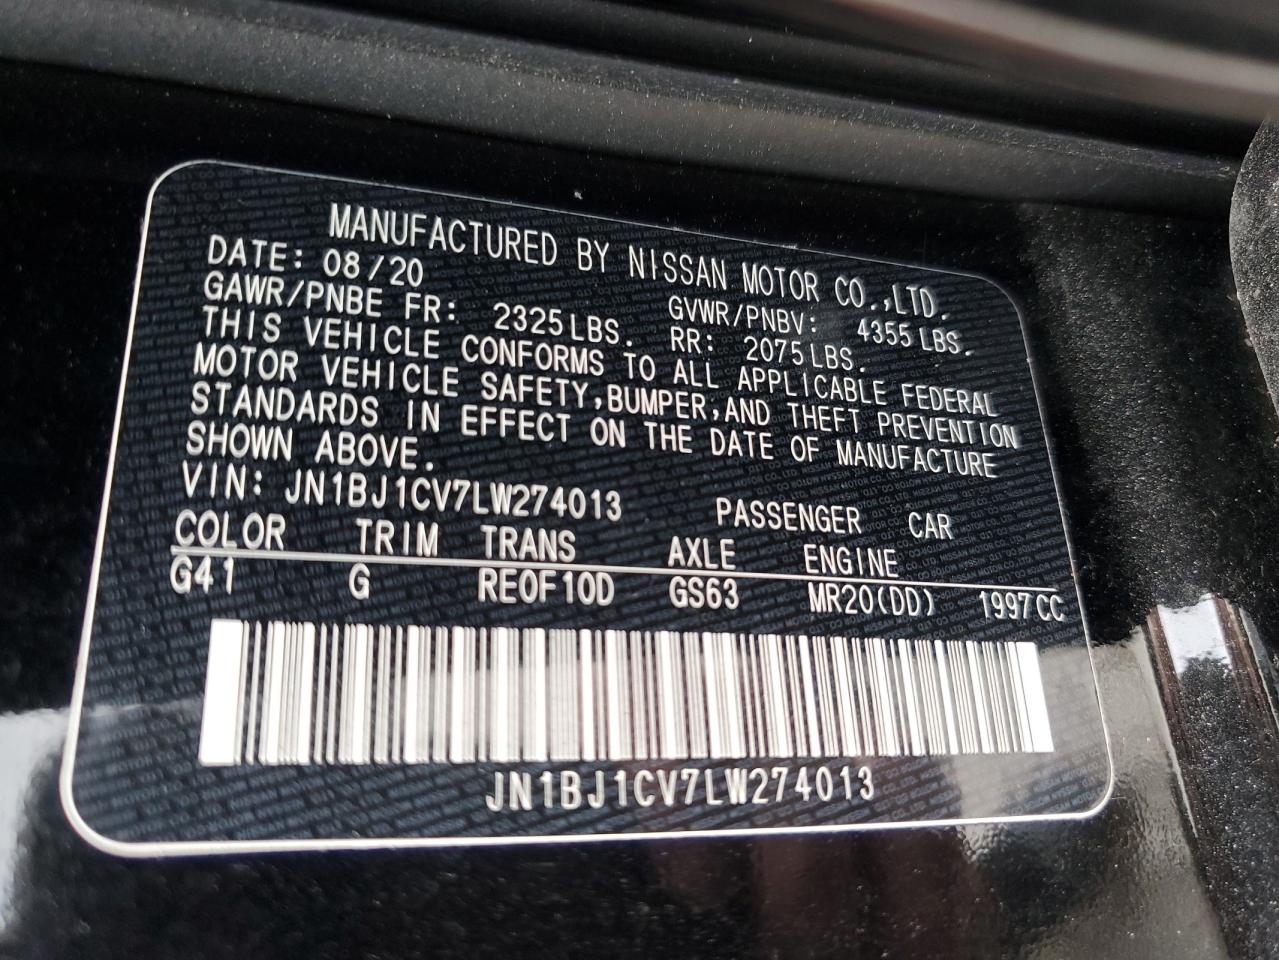 MANUFACTURED BY NISSAN MOTOR CO.,LTD.
DATE: 08/20 GVWR/PNBV: 4355 LBS.
GAWR/PNBE FR: 2325 LBS. RR: 2075 LBS.
THIS VEHICLE CONFORMS TO ALL APPLICABLE FEDERAL
MOTOR VEHICLE SAFETY, BUMPER, AND THEFT PREVENTION
STANDARDS IN EFFECT ON THE DATE OF MANUFACTURE
SHOWN ABOVE.
VIN: JN1BJ1CV7LW274013 PASSENGER CAR
COLOR TRIM TRANS AXLE ENGINE
G41 G RE0F10D GS63 MR20(DD) 1997CC
JN1BJ1CV7LW274013